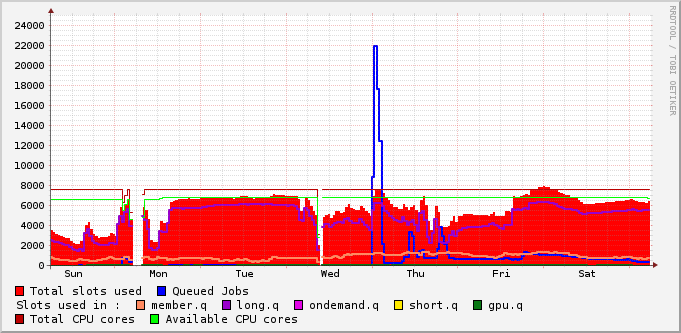 24000
22000
20000
18000
16000
14000
12000
10000
8000
6000
4000
2000
0
Sun Mon Tue Wed Thu Fri Sat
Total slots used Queued Jobs
Slots used in : member.q long.q ondemand.q short.q gpu.q
Total CPU cores Available CPU cores
RRDTOOL / TOBI OETIKER